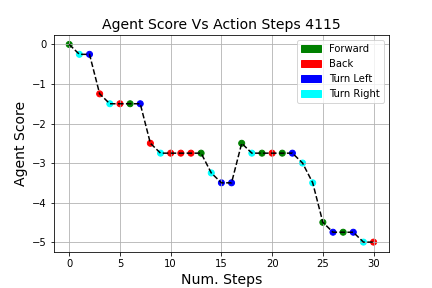 Agent Score Vs Action Steps 4115
Agent Score
0
−1
−2
−3
−4
−5
Forward
Back
Turn Left
Turn Right
0 5 10 15 20 25 30
Num. Steps